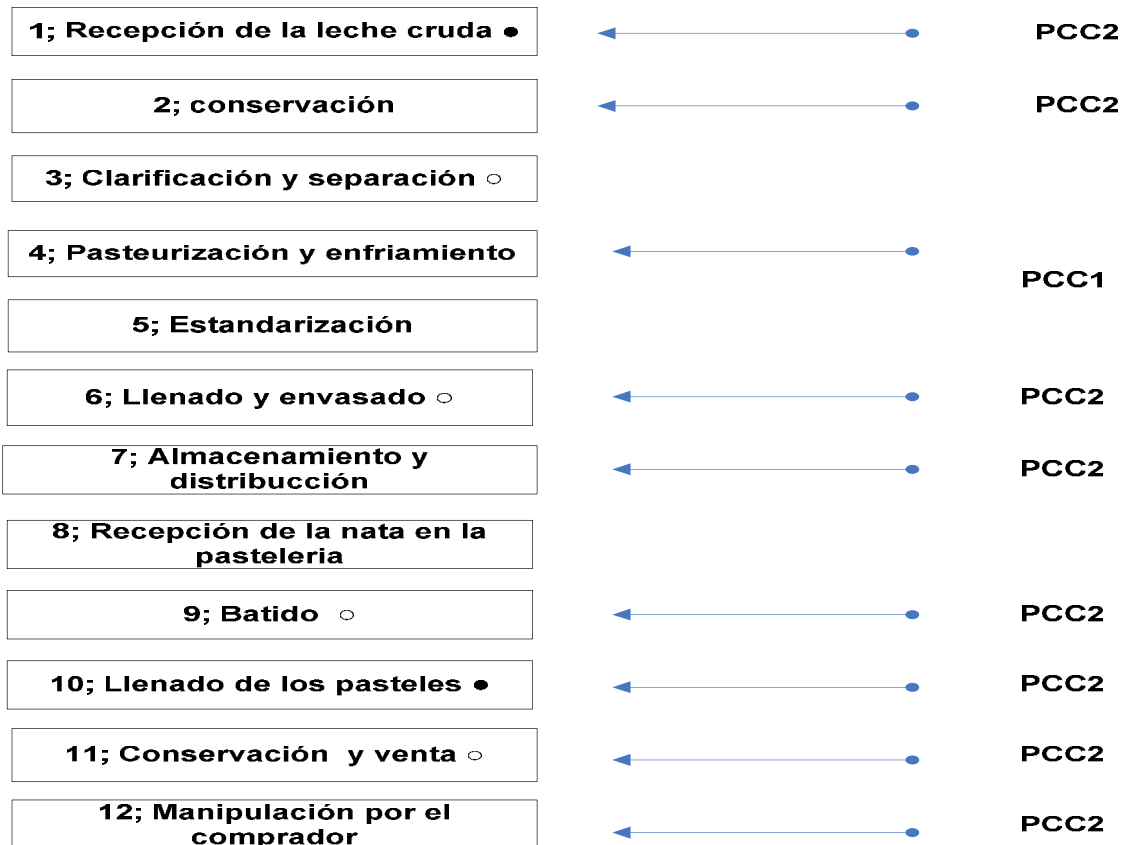 1; Recepción de la leche cruda ● PCC2
2; conservación PCC2
3; Clarificación y separación ○
4; Pasteurización y enfriamiento
PCC1
5; Estandarización
6; Llenado y envasado ○ PCC2
7; Almacenamiento y
distribucción PCC2
8; Recepción de la nata en la
pasteleria
9; Batido ○ PCC2
10; Llenado de los pasteles ● PCC2
11; Conservación y venta ○ PCC2
12; Manipulación por el
comprador PCC2